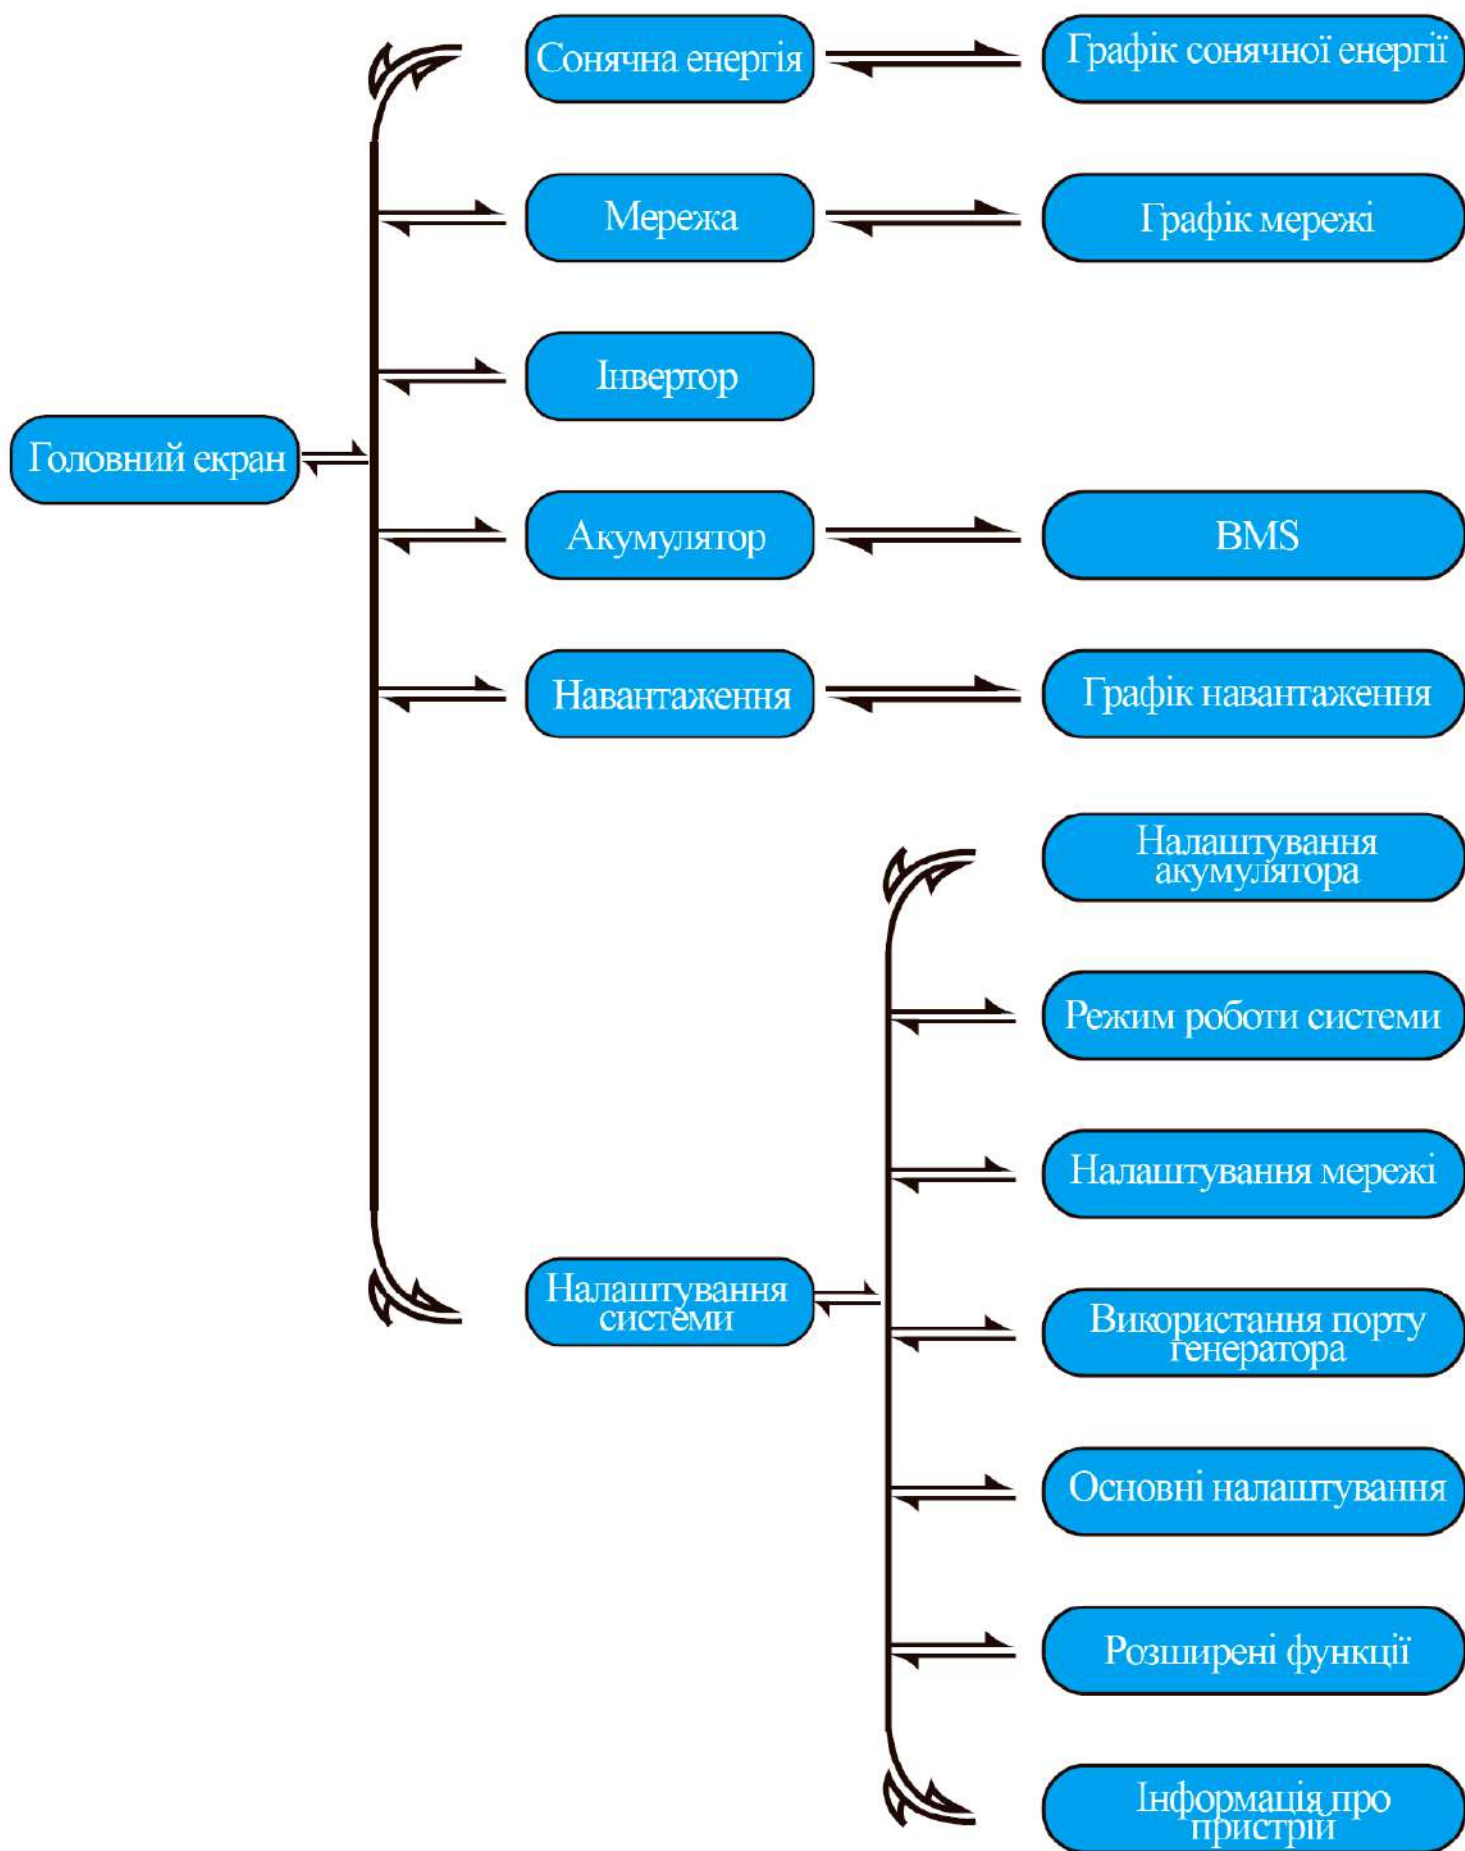 Сонячна енергія
Графік сонячної енергії
Мережа
Графік мережі
Інвертор
Головний екран
Акумулятор
BMS
Навантаження
Графік навантаження
Налаштування
акумулятора
Режим роботи системи
Налаштування мережі
Налаштування
системи
Використання порту
генератора
Основні налаштування
Розширені функції
Інформація про
пристрій